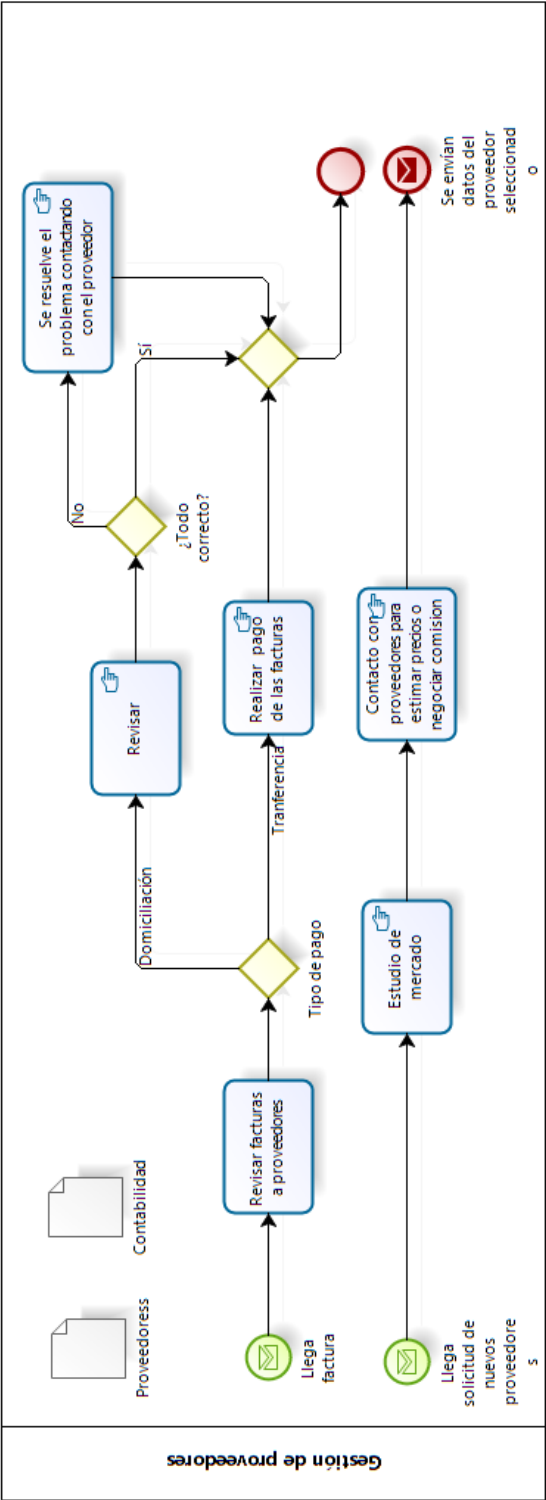 Gestión de proveedores
Proveedoress
Contabilidad
Llega
factura
Revisar facturas
a proveedores
Tipo de pago
Domiciliación
Revisar
¿Todo
correcto?
No
Se resuelve el
problema contactando
con el proveedor
Sí
Tranferencia
Realizar pago
de las facturas
Llega
solicitud de
nuevos
proveedore
s
Estudio de
mercado
Contacto con
proveedores para
estimar precios o
negociar comision
Se envían
datos del
proveedor
seleccionad
o